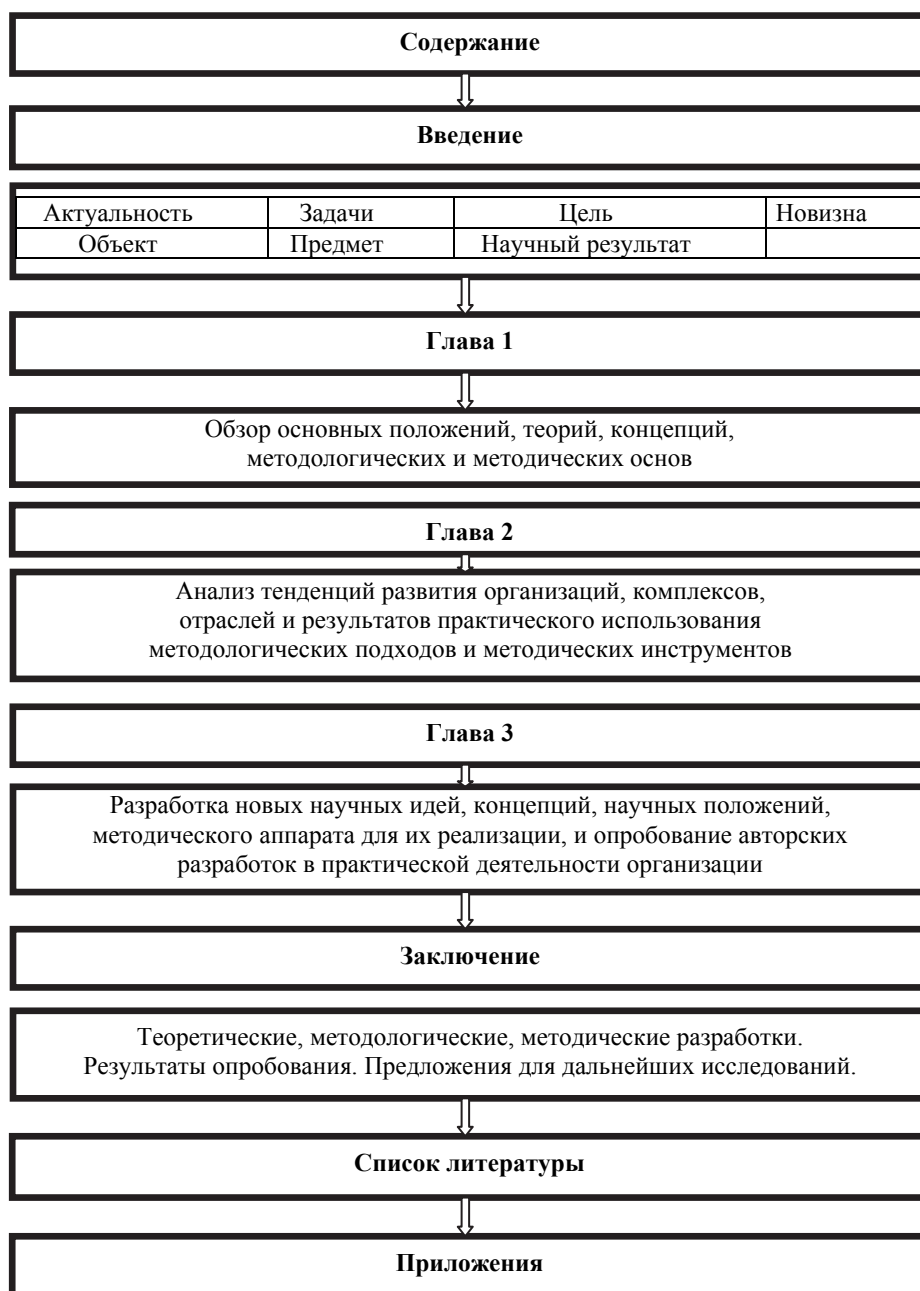 Содержание
Введение
Актуальность Задачи Цель Новизна
Объект Предмет Научный результат
Глава 1
Обзор основных положений, теорий, концепций,
методологических и методических основ
Глава 2
Анализ тенденций развития организаций, комплексов,
отраслей и результатов практического использования
методологических подходов и методических инструментов
Глава 3
Разработка новых научных идей, концепций, научных положений,
методического аппарата для их реализации, и опробование авторских
разработок в практической деятельности организации
Заключение
Теоретические, методологические, методические разработки.
Результаты опробования. Предложения для дальнейших исследований.
Список литературы
Приложения